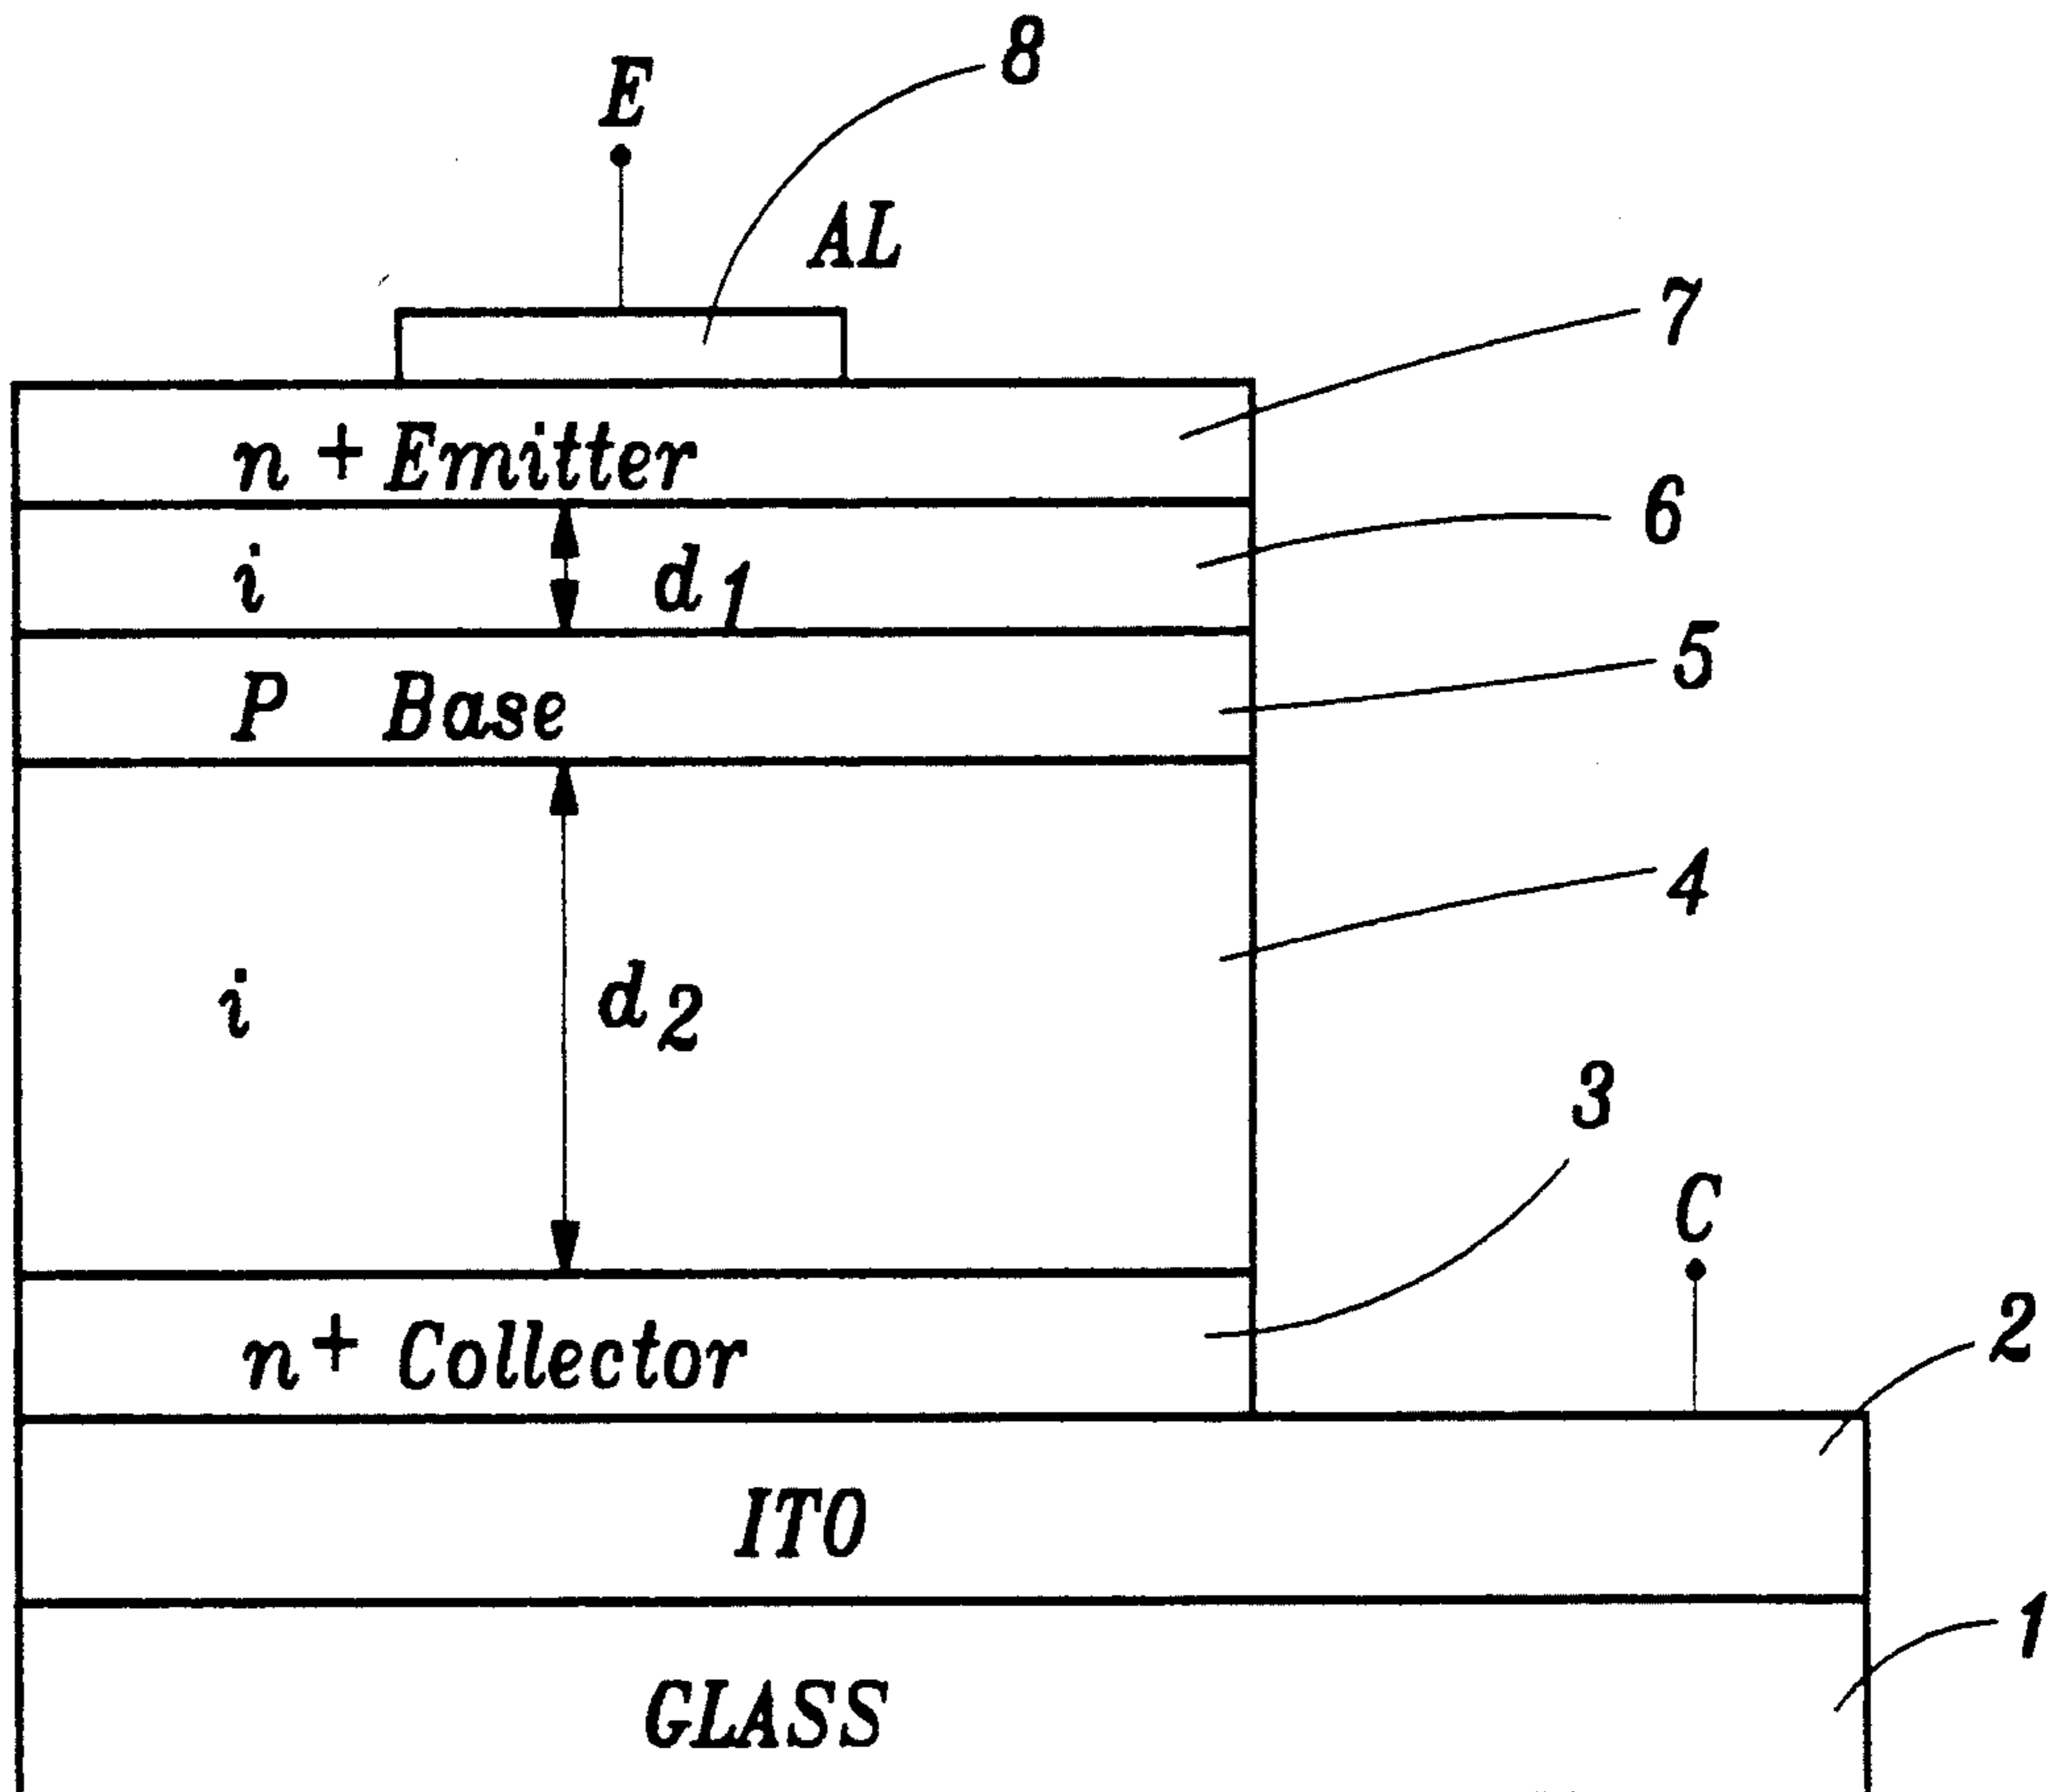 8
E
AL
7
n + Emitter
6
i d1
5
P Base
4
i d2
3
C
2
n+ Collector
ITO
1
GLASS